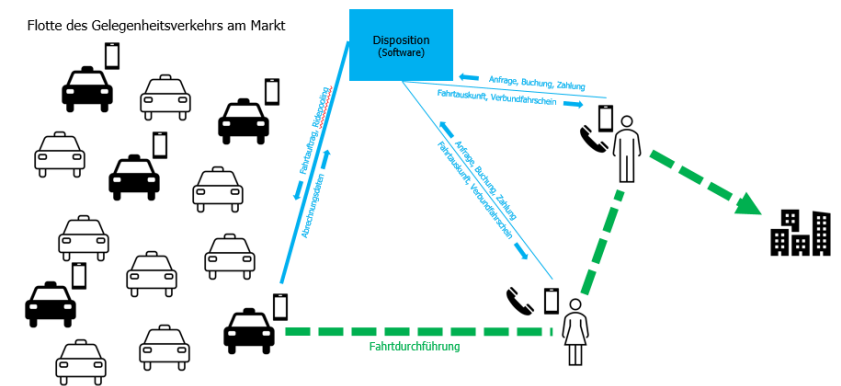 Flotte des Gelegenheitsverkehrs am Markt
Disposition
(Software)
Anfrage, Buchung, Zahlung
Fahrtauskunft, Verbundfahrschein
Fahrtauftrag, Ridepooling
Abrechnungsdaten
Anfrage, Buchung, Zahlung
Fahrtauskunft, Verbundfahrschein
Fahrtdurchführung